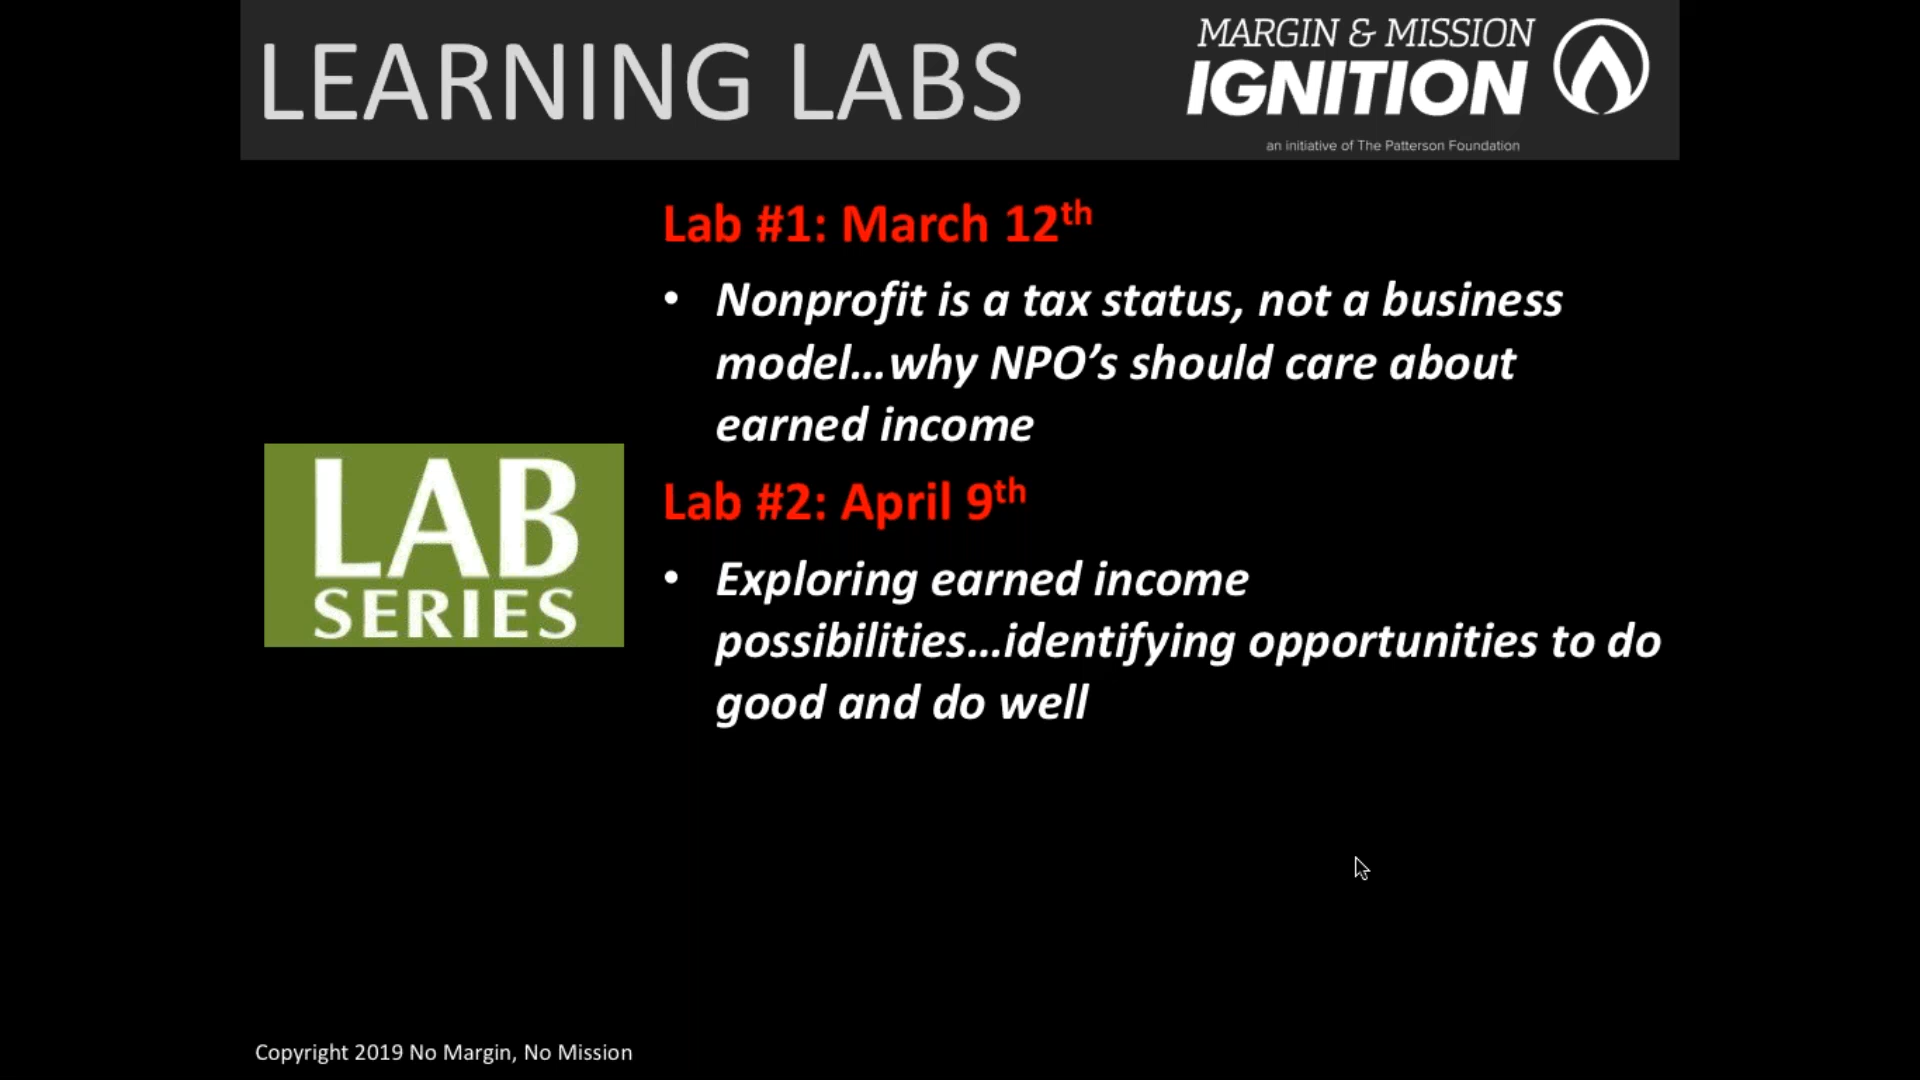 LEARNING LABS
MARGIN & MISSION
IGNITION
an initiative of The Patterson Foundation
Lab #1: March 12th
• Nonprofit is a tax status, not a business
model...why NPO’s should care about
earned income
LAB
SERIES
Lab #2: April 9th
• Exploring earned income
possibilities...identifying opportunities to do
good and do well
Copyright 2019 No Margin, No Mission